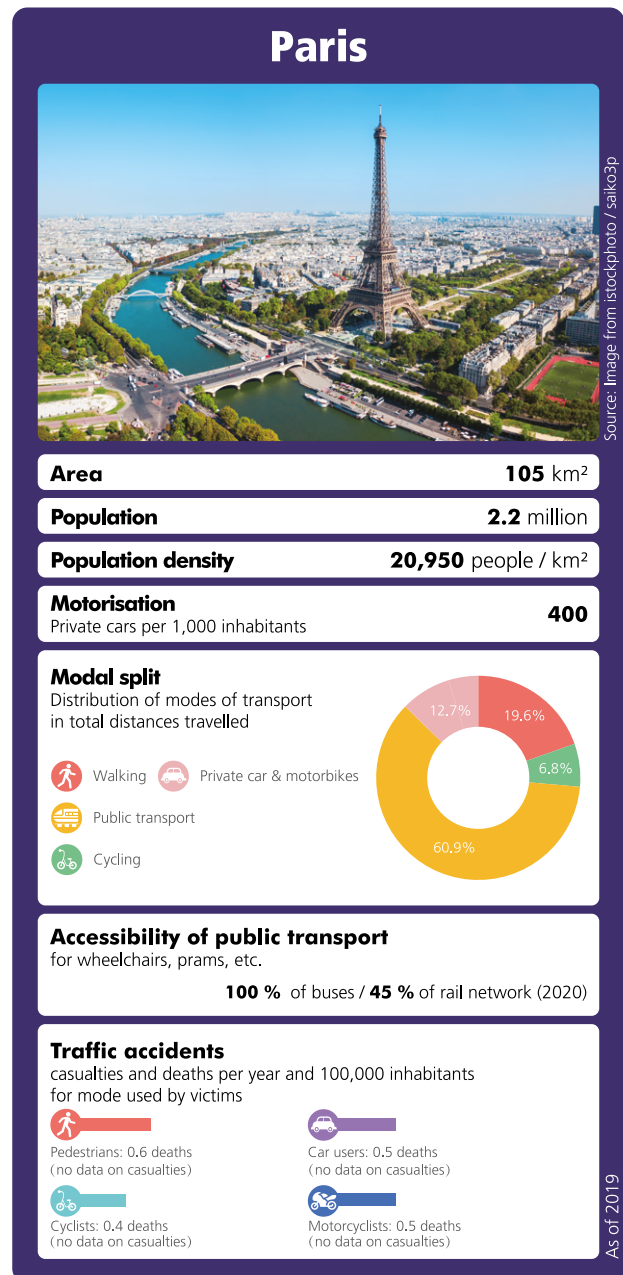 Paris
Source: Image from istockphoto / saiko3p
Area 105 km²
Population 2.2 million
Population density 20,950 people / km²
Motorisation
Private cars per 1,000 inhabitants
400
Modal split
Distribution of modes of transport
in total distances travelled
12.7%
19.6%
6.8%
60.9%
Walking Private car & motorbikes
Public transport
Cycling
Accessibility of public transport
for wheelchairs, prams, etc.
100 % of buses / 45 % of rail network (2020)
Traffic accidents
casualties and deaths per year and 100,000 inhabitants
for mode used by victims
Pedestrians: 0.6 deaths
(no data on casualties)
Car users: 0.5 deaths
(no data on casualties)
Cyclists: 0.4 deaths
(no data on casualties)
Motorcyclists: 0.5 deaths
(no data on casualties)
As of 2019